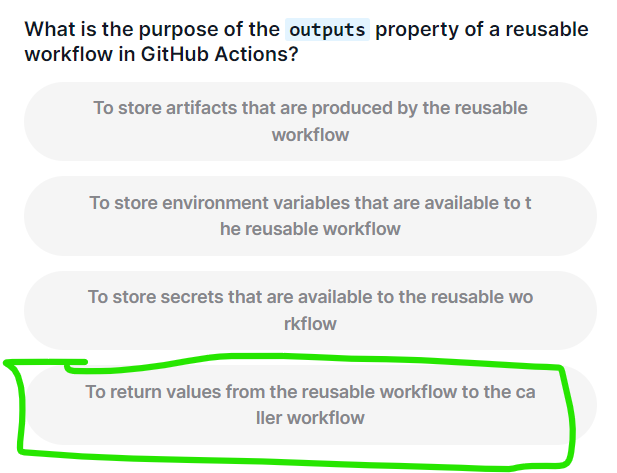 What is the purpose of the outputs property of a reusable
workflow in GitHub Actions?
To store artifacts that are produced by the reusable
workflow
To store environment variables that are available to t
he reusable workflow
To store secrets that are available to the reusable wo
rkflow
To return values from the reusable workflow to the ca
ller workflow